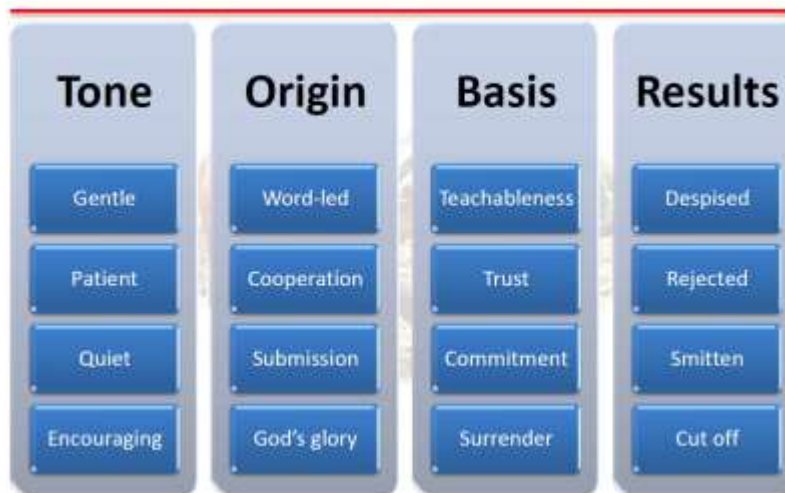 Tone
Gentle
Patient
Quiet
Encouraging
Origin
Word-led
Cooperation
Submission
God's glory
Basis
Teachableness
Trust
Commitment
Surrender
Results
Despised
Rejected
Smitten
Cut off